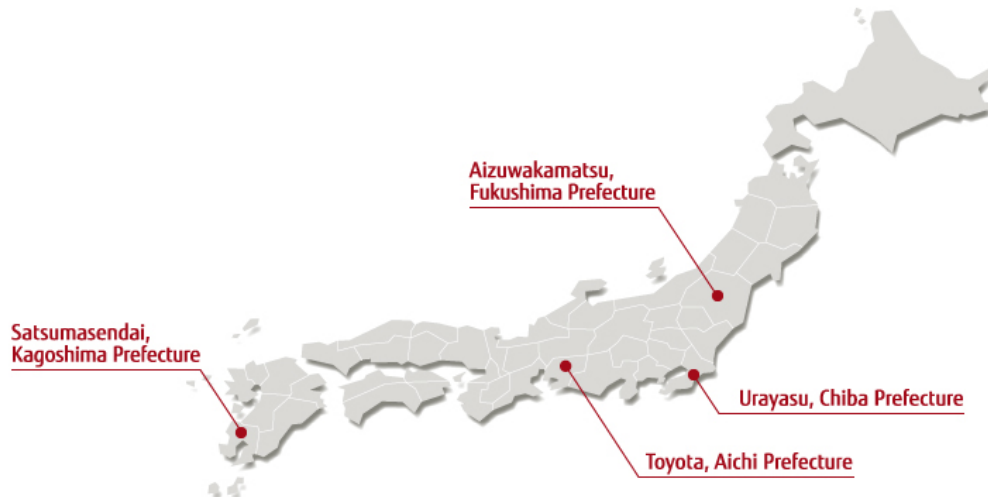 Aizuwakamatsu,
Fukushima Prefecture
Satsumasendai,
Kagoshima Prefecture
Urayasu, Chiba Prefecture
Toyota, Aichi Prefecture